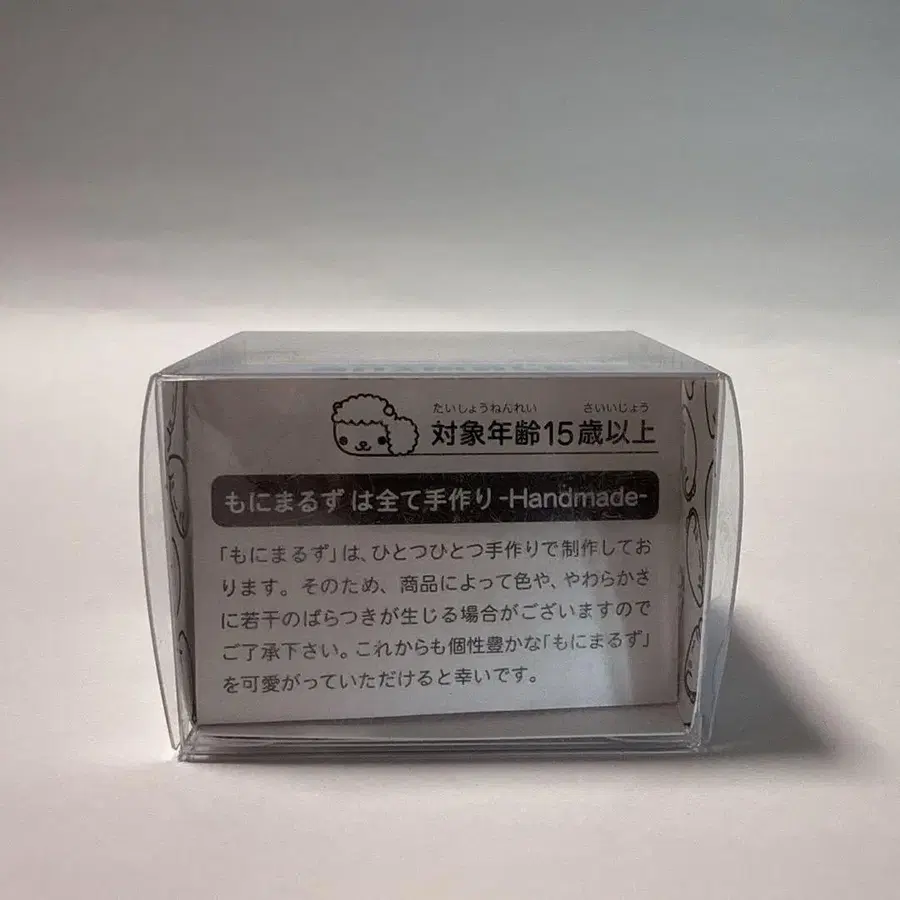 たいしょうねんれい さいいじょう
対象年齢15歳以上
もにまるず は全て手作り -Handmade-
「もにまるず」は、ひとつひとつ手作りで制作してお
ります。そのため、商品によって色や、やわらかさ
に若干のばらつきが生じる場合がございますので
ご了承下さい。これからも個性豊かな「もにまるず」
を可愛がっていただけると幸いです。